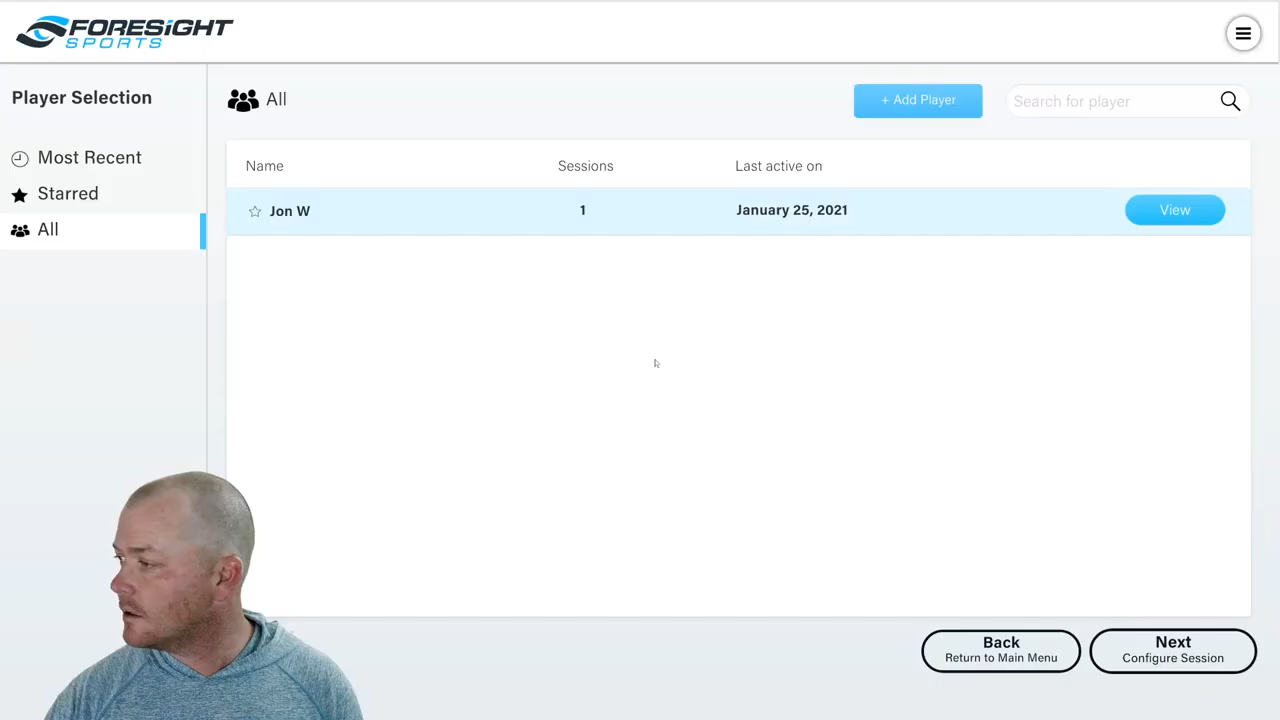 FORESiGHT
SPORTS
Player Selection
Most Recent
Starred
All
All
+ Add Player
Search for player
Name Sessions Last active on
Jon W 1 January 25, 2021 View
Back
Return to Main Menu
Next
Configure Session